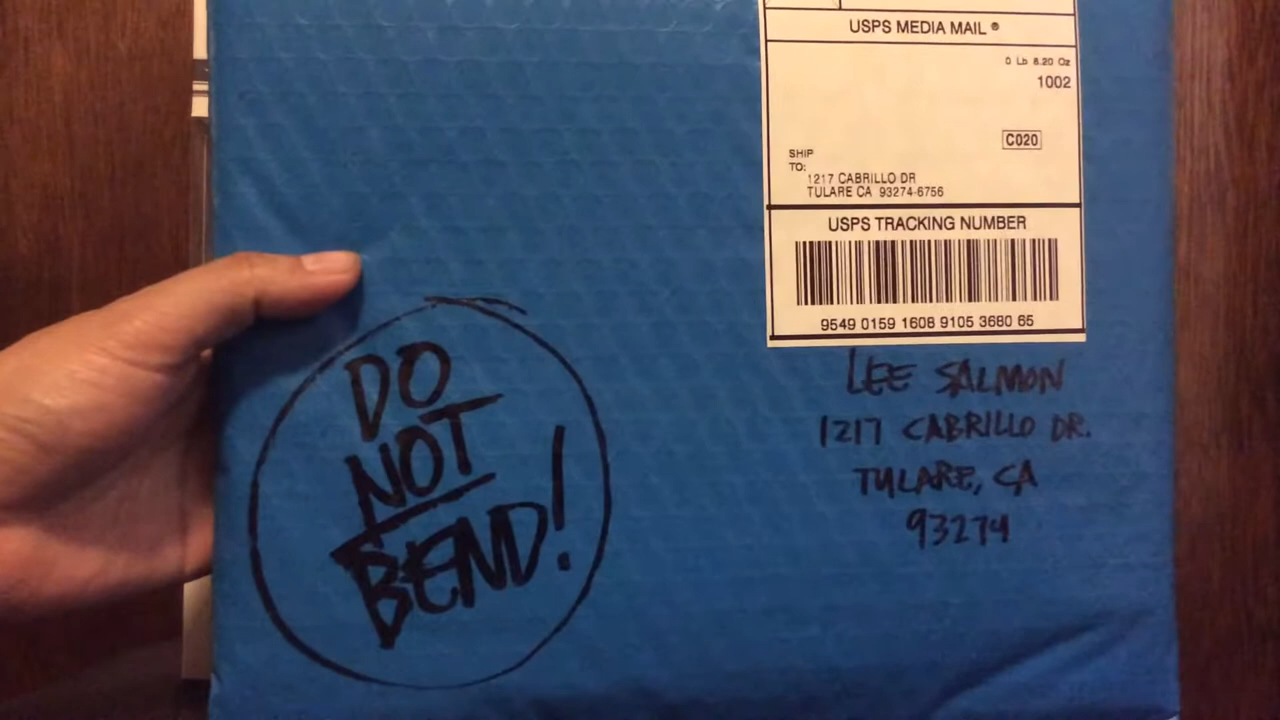 USPS MEDIA MAIL ®
0 Lb 8.20 Oz
1002
C020
SHIP
TO:
1217 CABRILLO DR
TULARE CA 93274-6756
USPS TRACKING NUMBER
9549 0159 1608 9105 3680 65
LEE SALMON
1217 CABRILLO DR.
TULARE, CA
93274
DO
NOT
BEND!